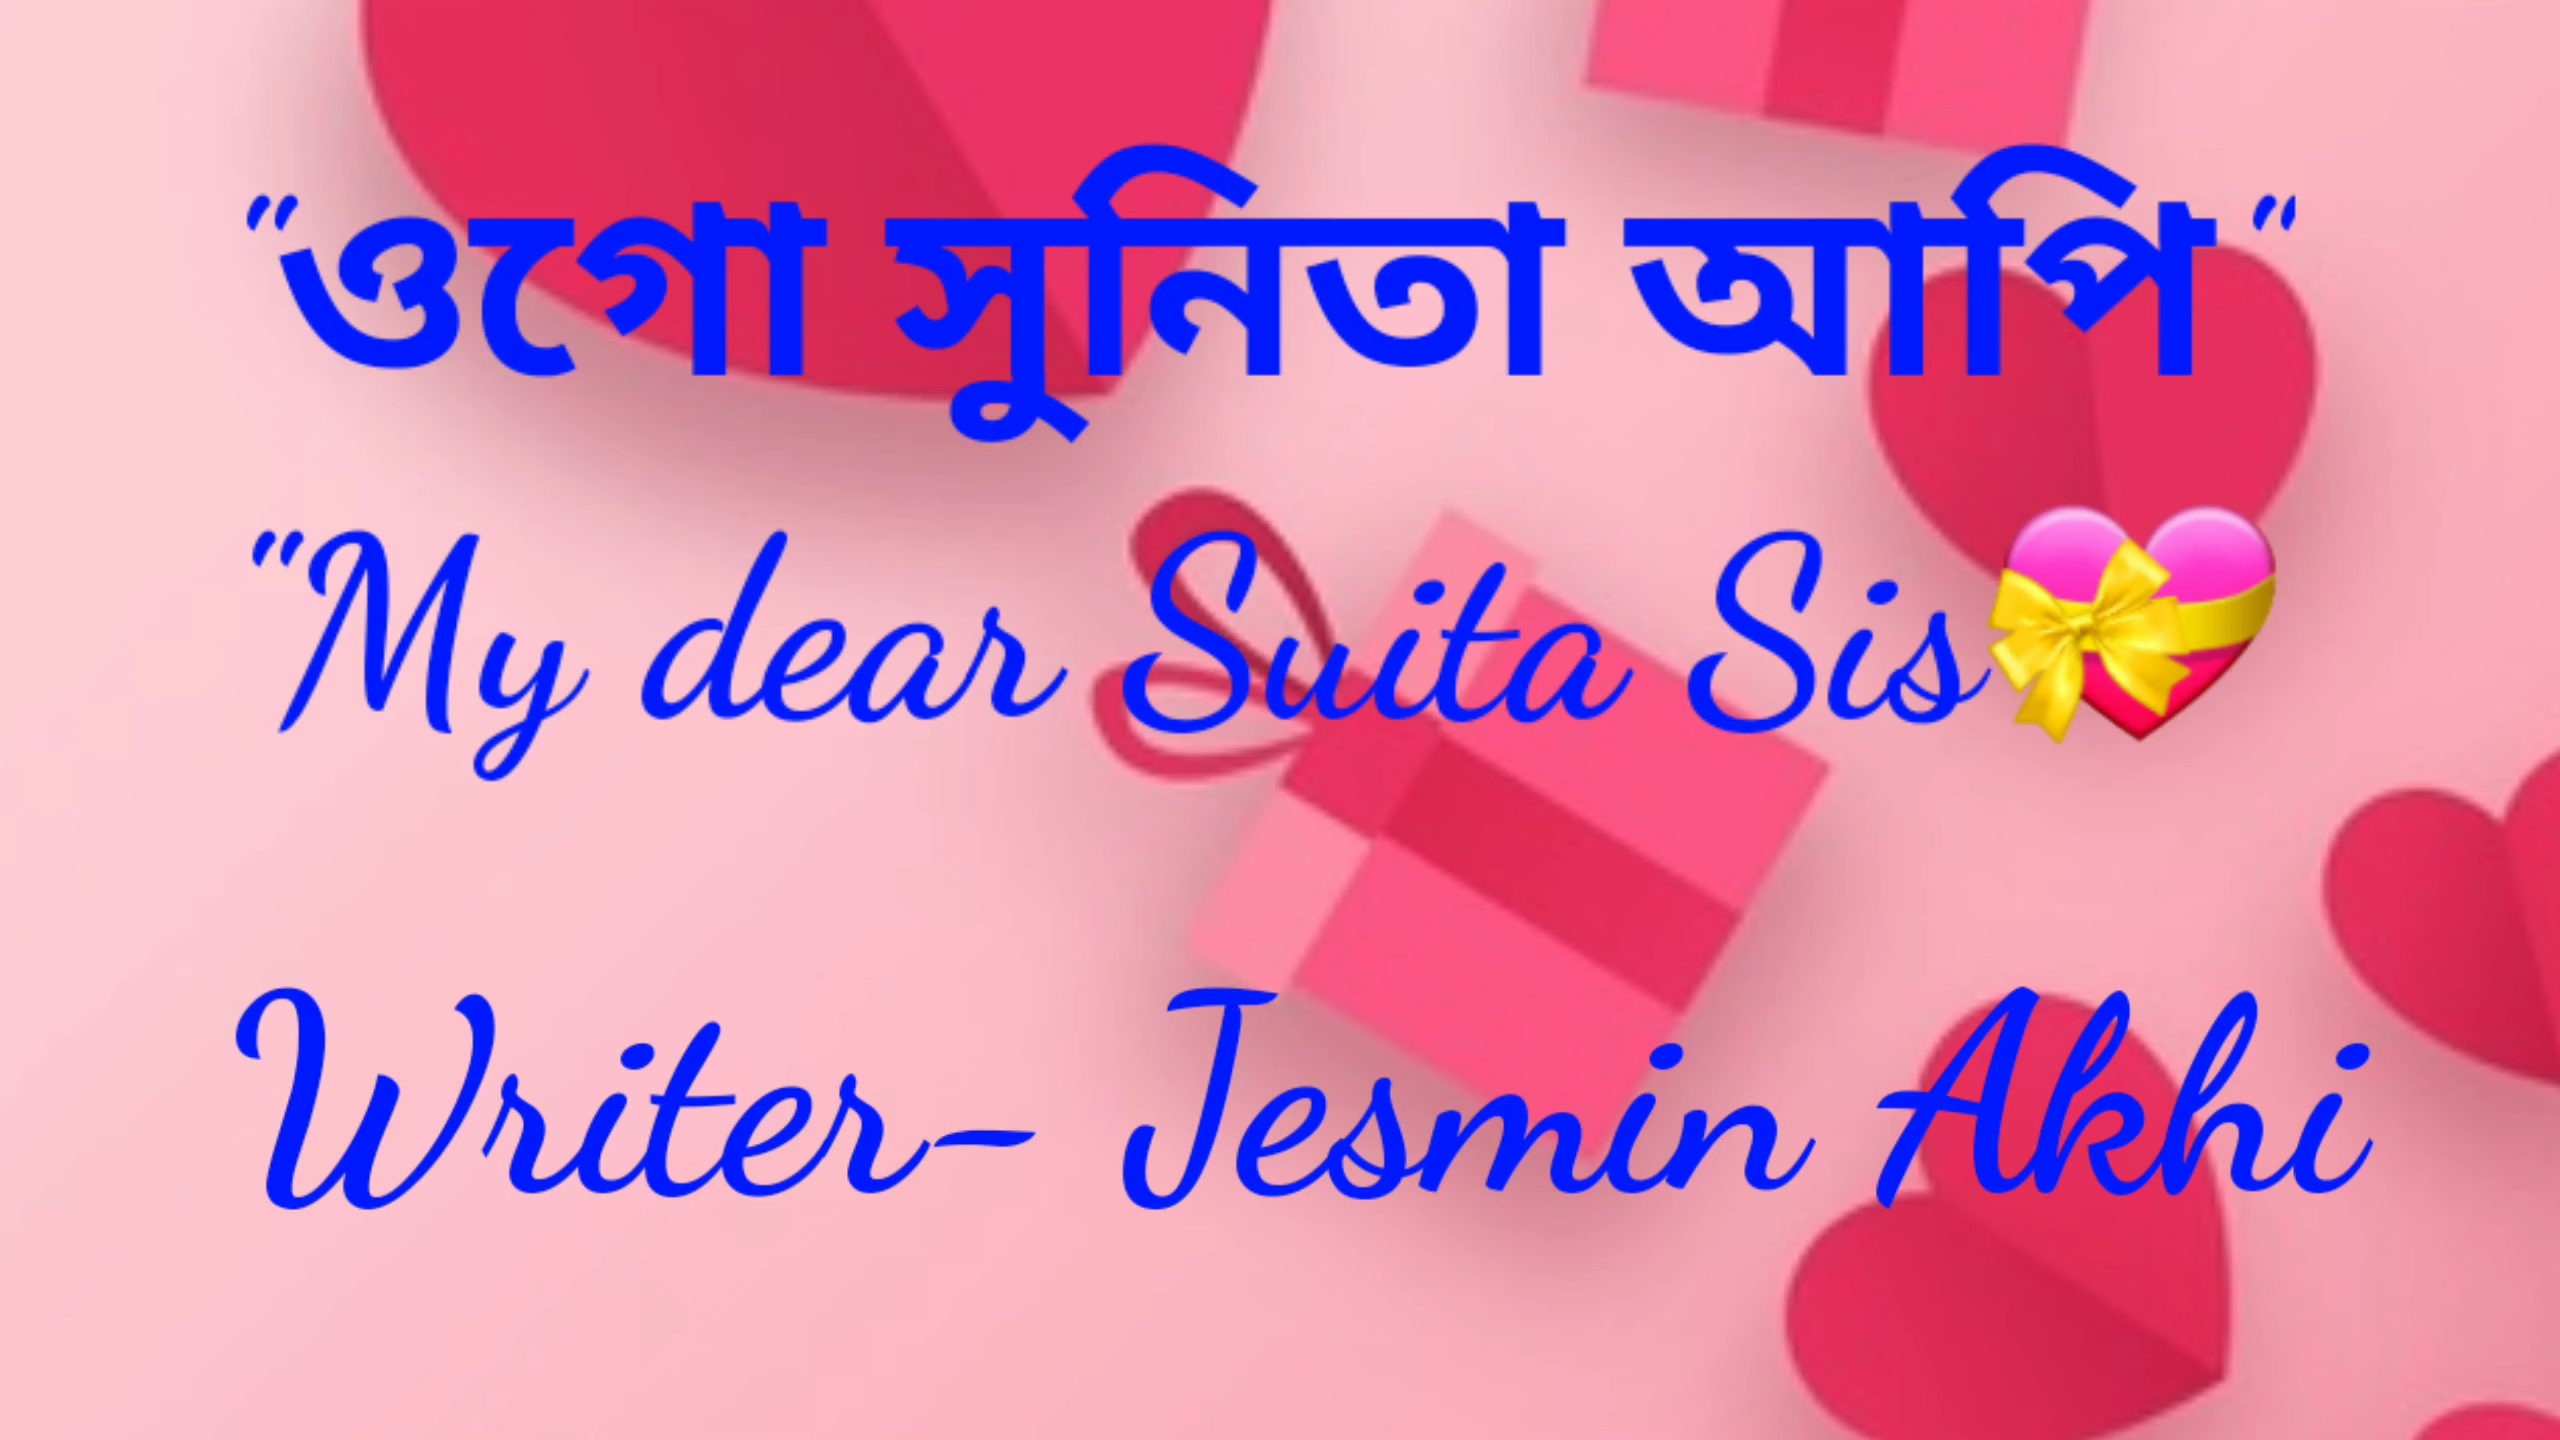 “ওগো সুনিতা আপি“
“My dear Suita Sis💝
Writer- Jesmin Akhi